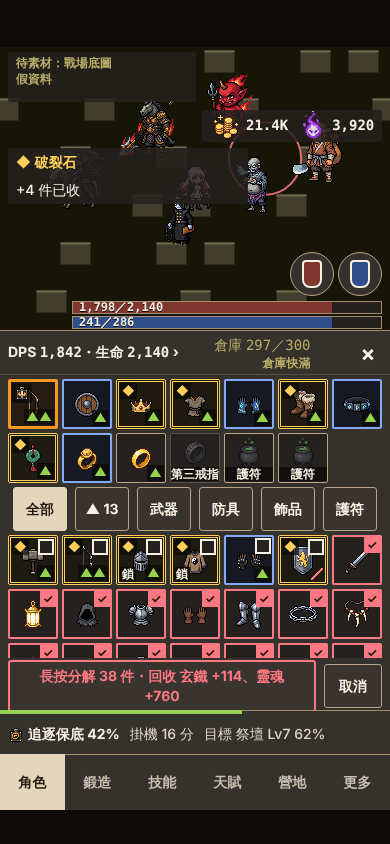 待素材：戰場底圖
假資料
21.4K
3,920
◆ 破裂石
+4 件已收
1,798／2,140
241／286
DPS 1,842・生命 2,140 ›
倉庫 297／300
倉庫快滿
×
第三戒指
護符
護符
全部
▲ 13
武器
防具
飾品
護符
鎖
鎖
長按分解 38 件・回收 玄鐵 +114、靈魂
+760
取消
追逐保底 42%
掛機 16 分
目標 祭壇 Lv7 62%
角色
鍛造
技能
天賦
營地
更多